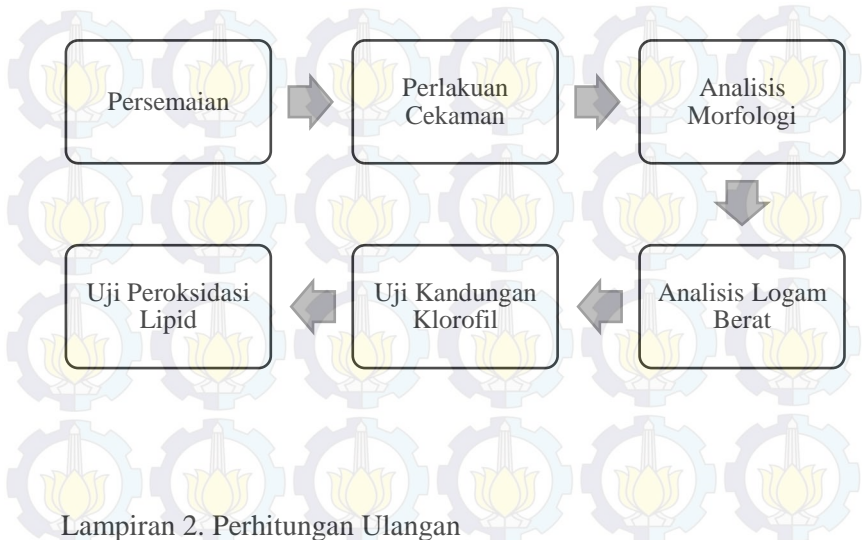 Persemaian
Perlakuan
Cekaman
Analisis
Morfologi
Analisis Logam
Berat
Uji Kandungan
Klorofil
Uji Peroksidasi
Lipid
Lampiran 2. Perhitungan Ulangan